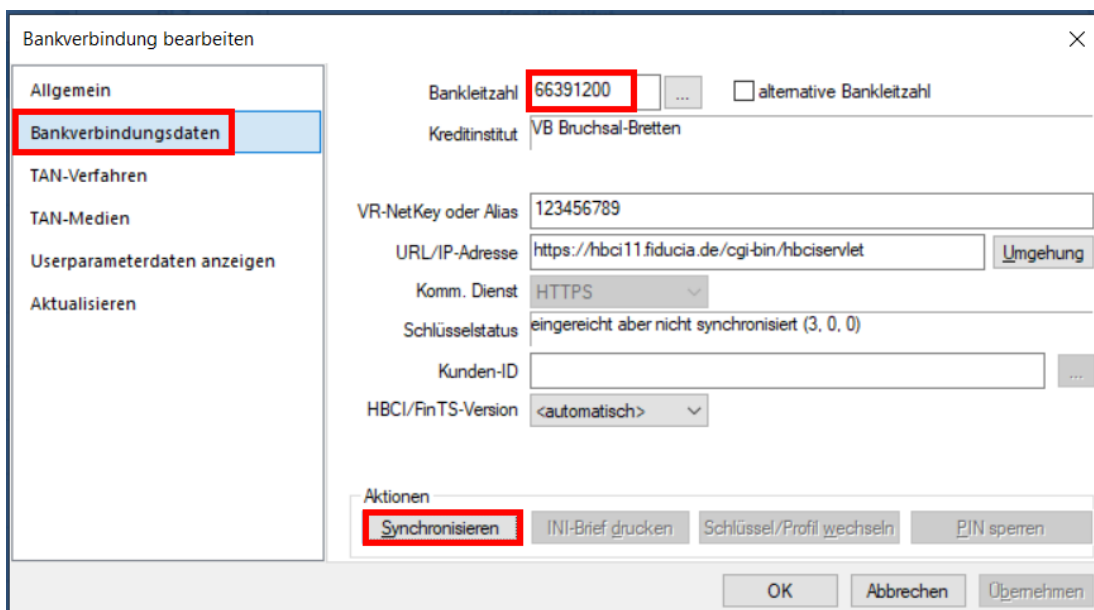 Bankverbindung bearbeiten
Allgemein
Bankverbindungsdaten
TAN-Verfahren
TAN-Medien
Userparameterdaten anzeigen
Aktualisieren
Bankleitzahl 66391200 ... alternative Bankleitzahl
Kreditinstitut VB Bruchsal-Bretten
VR-NetKey oder Alias 123456789
URL/IP-Adresse https://hbci11.fiducia.de/cgi-bin/hbciservlet Umgehung
Komm. Dienst HTTPS
Schlüsselstatus eingereicht aber nicht synchronisiert (3, 0, 0)
Kunden-ID ...
HBCI/FinTS-Version <automatisch>
Aktionen
Synchronisieren INI-Brief drucken Schlüssel/Profil wechseln PIN sperren
OK Abbrechen Übernehmen